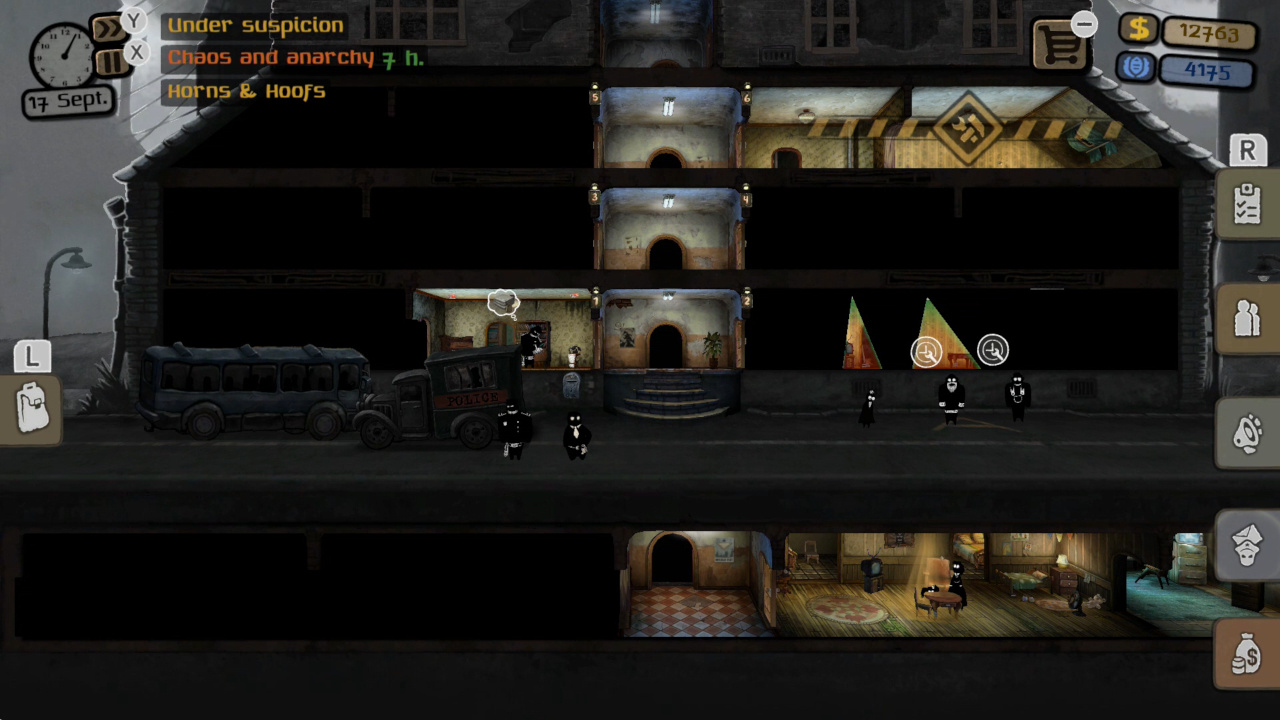 Y
Under suspicion
X
Chaos and anarchy 7 h.
Horns & Hoofs
17 Sept.
$ 12763
4175
5
6
3
4
1
2
R
L
POLICE
$